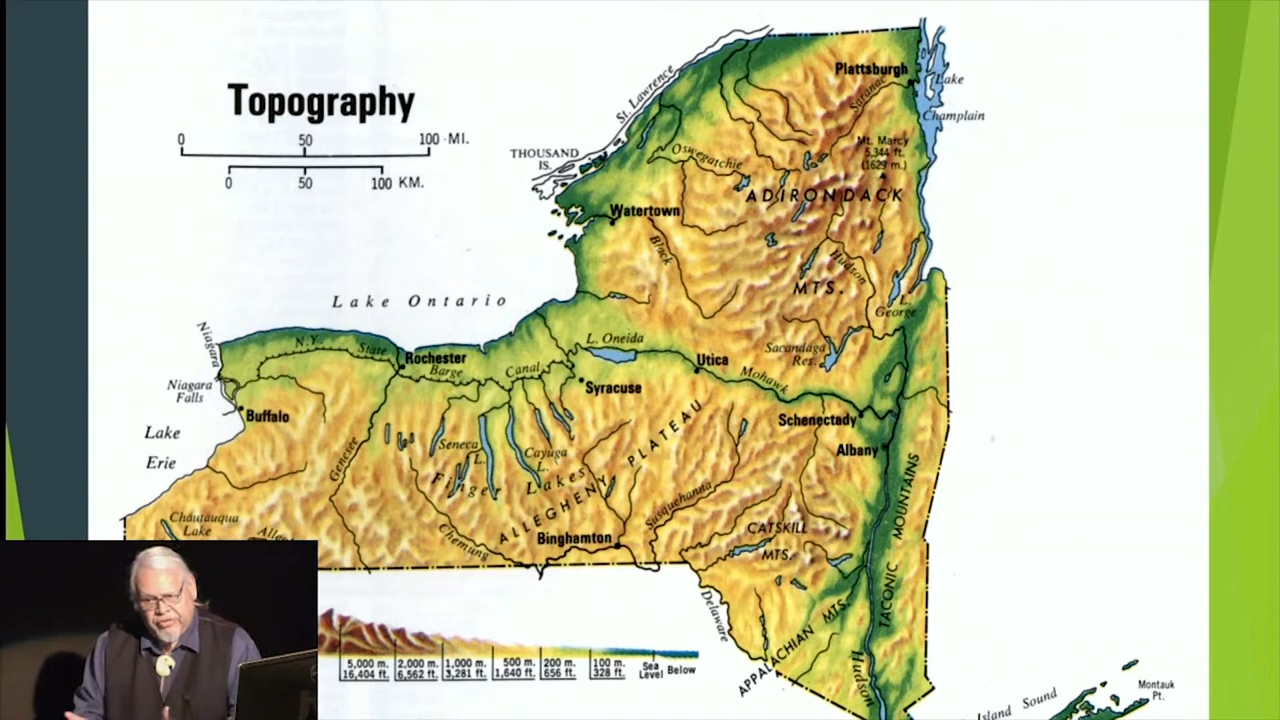 Topography
0 50 100 MI.
0 50 100 KM.
St. Lawrence
THOUSAND
IS.
Plattsburgh
Saranac
Lake
Champlain
Mt. Marcy
5,344 ft.
(1629 m.)
Oswegatchie
ADIRONDACK
MTS.
Watertown
Black
Hudson
L.
George
Lake Ontario
Niagara
Niagara
Falls
N.Y. State Barge Canal
Rochester
L. Oneida
Utica
Sacandaga
Res.
Mohawk
Syracuse
Buffalo
Schenectady
Albany
Lake
Erie
Genesee
Seneca
L.
Cayuga
L.
Finger Lakes
ALLEGHENY PLATEAU
Susquehanna
Chautauqua
Lake
Chemung
Binghamton
CATSKILL
MTS.
TACONIC MOUNTAINS
Delaware
APPALACHIAN MTS.
Hudson
5,000 m. 2,000 m. 1,000 m. 500 m. 200 m. 100 m. Sea Level Below
16,404 ft. 6,562 ft. 3,281 ft. 1,640 ft. 656 ft. 328 ft.
Island Sound
Montauk
Pt.